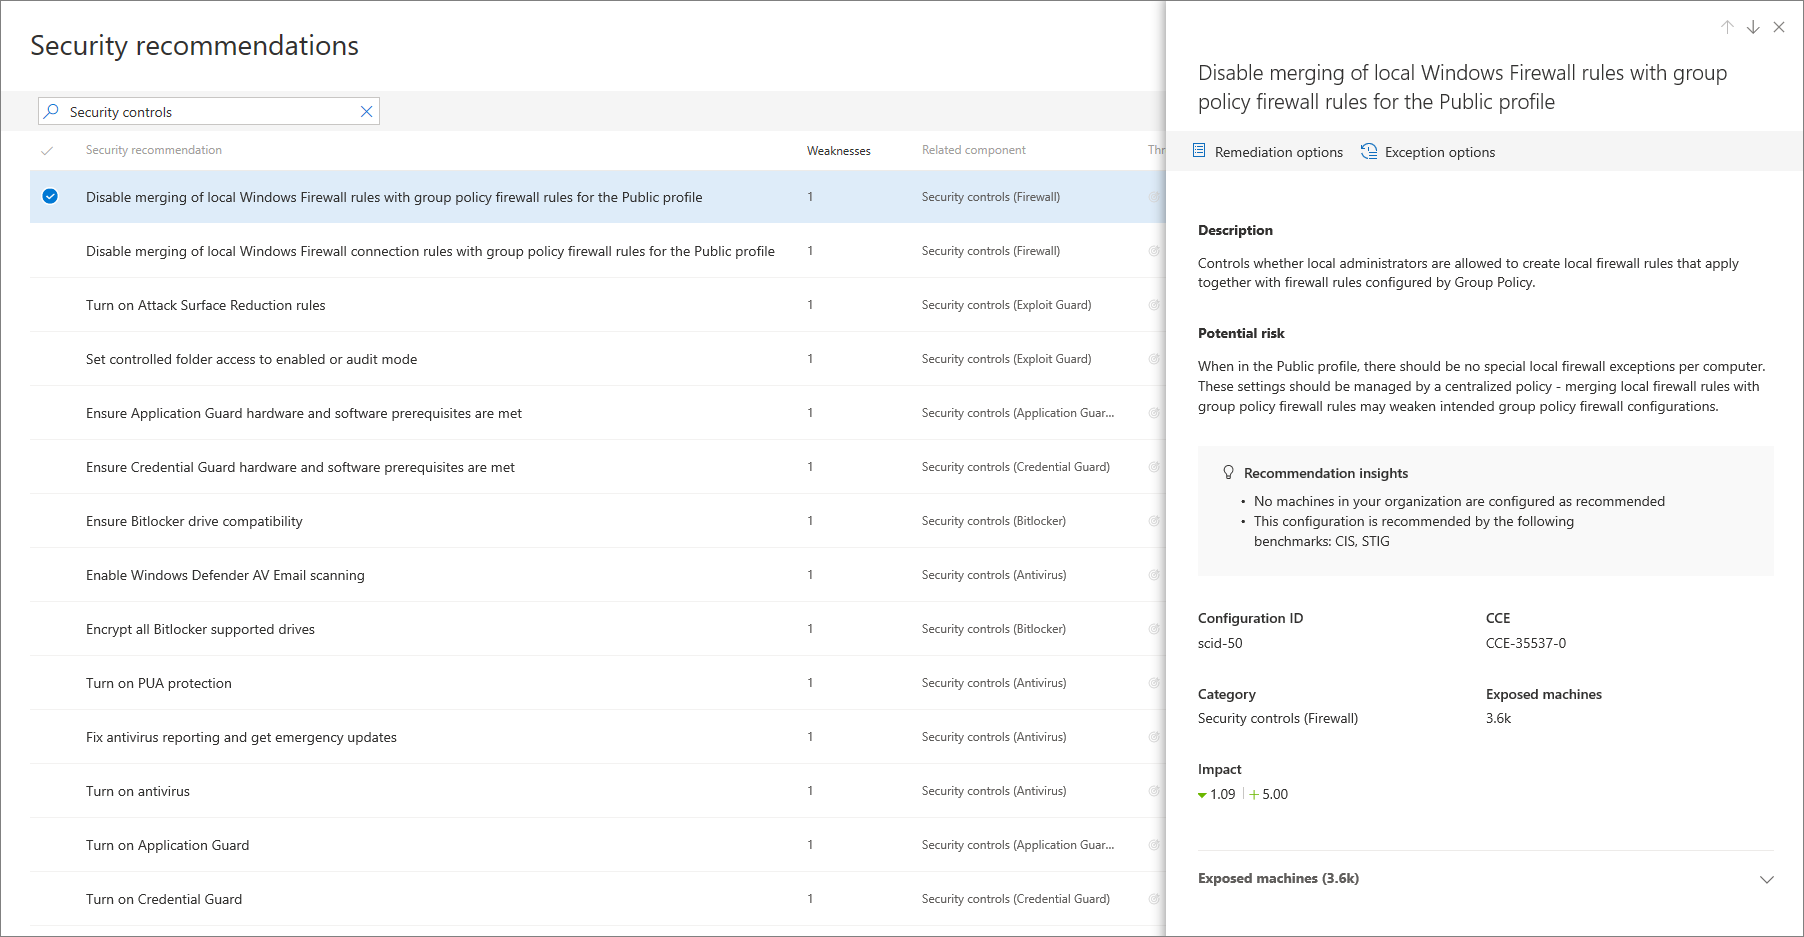 Security recommendations
Security controls
Security recommendation
Weaknesses
Related component
Thr
Disable merging of local Windows Firewall rules with group policy firewall rules for the Public profile
1
Security controls (Firewall)
Disable merging of local Windows Firewall connection rules with group policy firewall rules for the Public profile
1
Security controls (Firewall)
Turn on Attack Surface Reduction rules
1
Security controls (Exploit Guard)
Set controlled folder access to enabled or audit mode
1
Security controls (Exploit Guard)
Ensure Application Guard hardware and software prerequisites are met
1
Security controls (Application Guar...
Ensure Credential Guard hardware and software prerequisites are met
1
Security controls (Credential Guard)
Ensure Bitlocker drive compatibility
1
Security controls (Bitlocker)
Enable Windows Defender AV Email scanning
1
Security controls (Antivirus)
Encrypt all Bitlocker supported drives
1
Security controls (Bitlocker)
Turn on PUA protection
1
Security controls (Antivirus)
Fix antivirus reporting and get emergency updates
1
Security controls (Antivirus)
Turn on antivirus
1
Security controls (Antivirus)
Turn on Application Guard
1
Security controls (Application Guar...
Turn on Credential Guard
1
Security controls (Credential Guard)
Disable merging of local Windows Firewall rules with group
policy firewall rules for the Public profile
Remediation options
Exception options
Description
Controls whether local administrators are allowed to create local firewall rules that apply
together with firewall rules configured by Group Policy.
Potential risk
When in the Public profile, there should be no special local firewall exceptions per computer.
These settings should be managed by a centralized policy - merging local firewall rules with
group policy firewall rules may weaken intended group policy firewall configurations.
Recommendation insights
• No machines in your organization are configured as recommended
• This configuration is recommended by the following
benchmarks: CIS, STIG
Configuration ID
scid-50
CCE
CCE-35537-0
Category
Security controls (Firewall)
Exposed machines
3.6k
Impact
1.09 | +5.00
Exposed machines (3.6k)